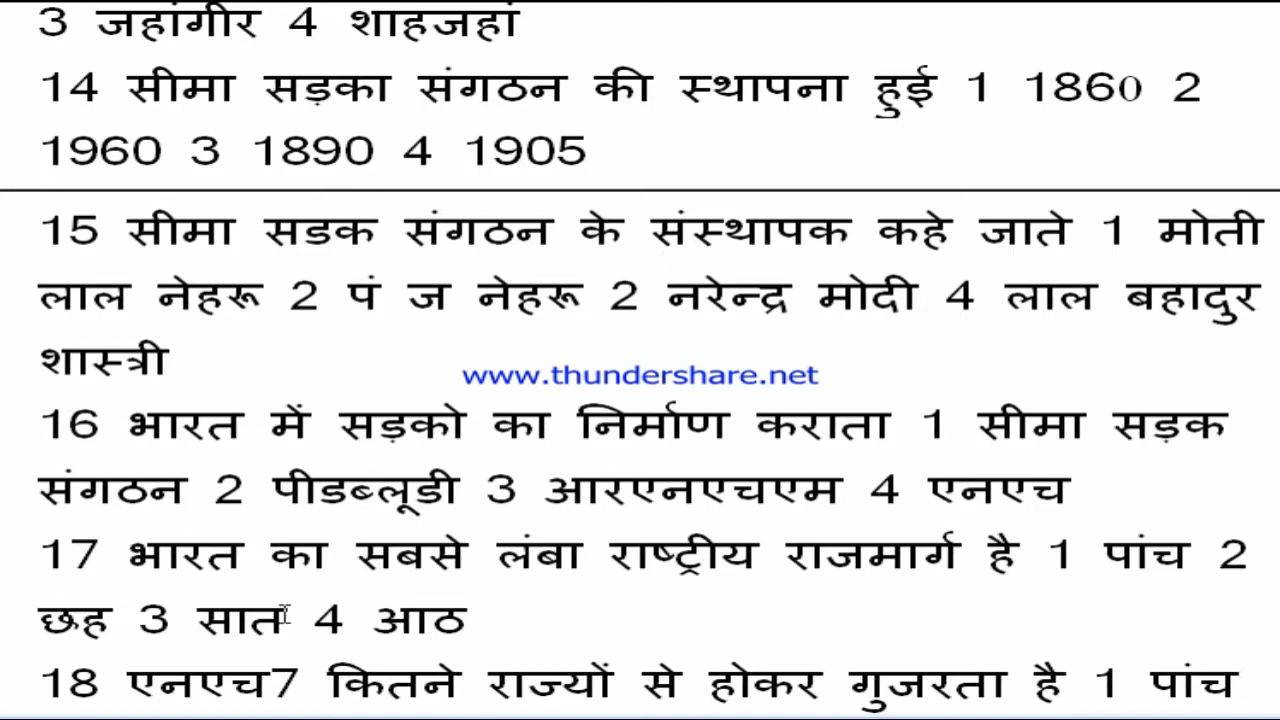 3 जहांगीर 4 शाहजहां
14 सीमा सड़का संगठन की स्थापना हुई 1 1860 2
1960 3 1890 4 1905
15 सीमा सडक संगठन के संस्थापक कहे जाते 1 मोती
लाल नेहरू 2 पं ज नेहरू 2 नरेन्द्र मोदी 4 लाल बहादुर
शास्त्री
www.thundershare.net
16 भारत में सड़को का निर्माण कराता 1 सीमा सड़क
संगठन 2 पीडब्लूडी 3 आरएनएचएम 4 एनएच
17 भारत का सबसे लंबा राष्ट्रीय राजमार्ग है 1 पांच 2
छह 3 सात 4 आठ
18 एनएच7 कितने राज्यों से होकर गुजरता है 1 पांच